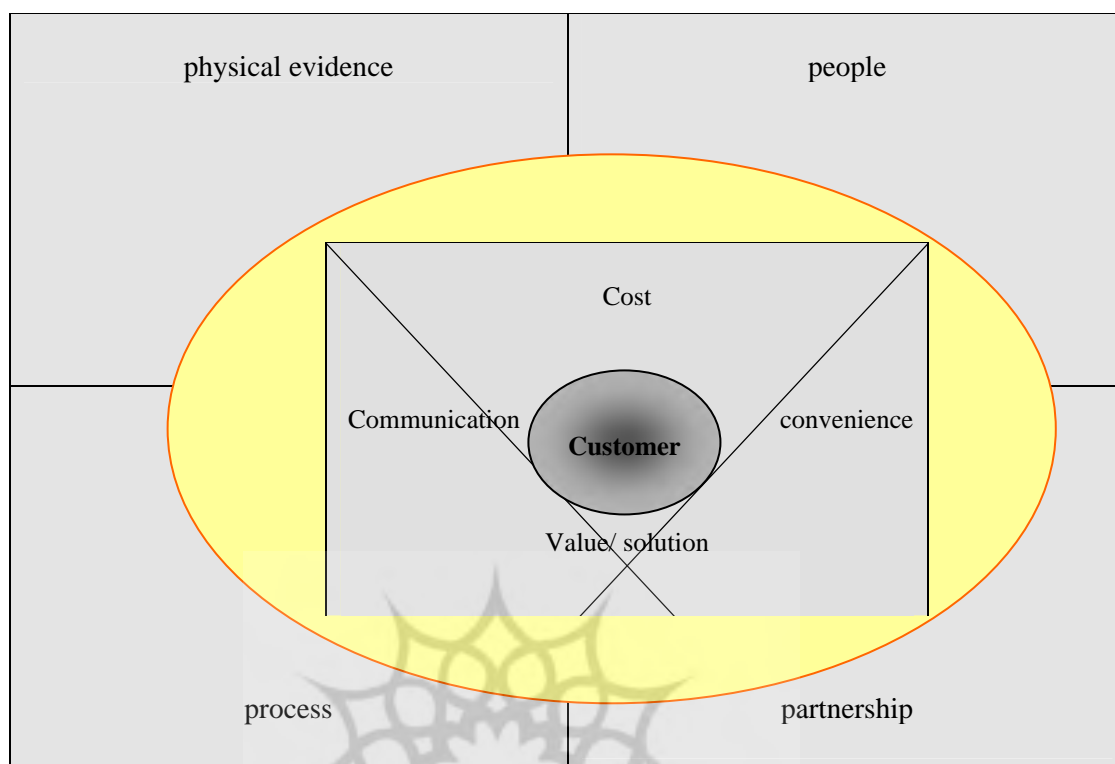 physical evidence
people
Cost
Communication
convenience
Customer
Value/ solution
process
partnership